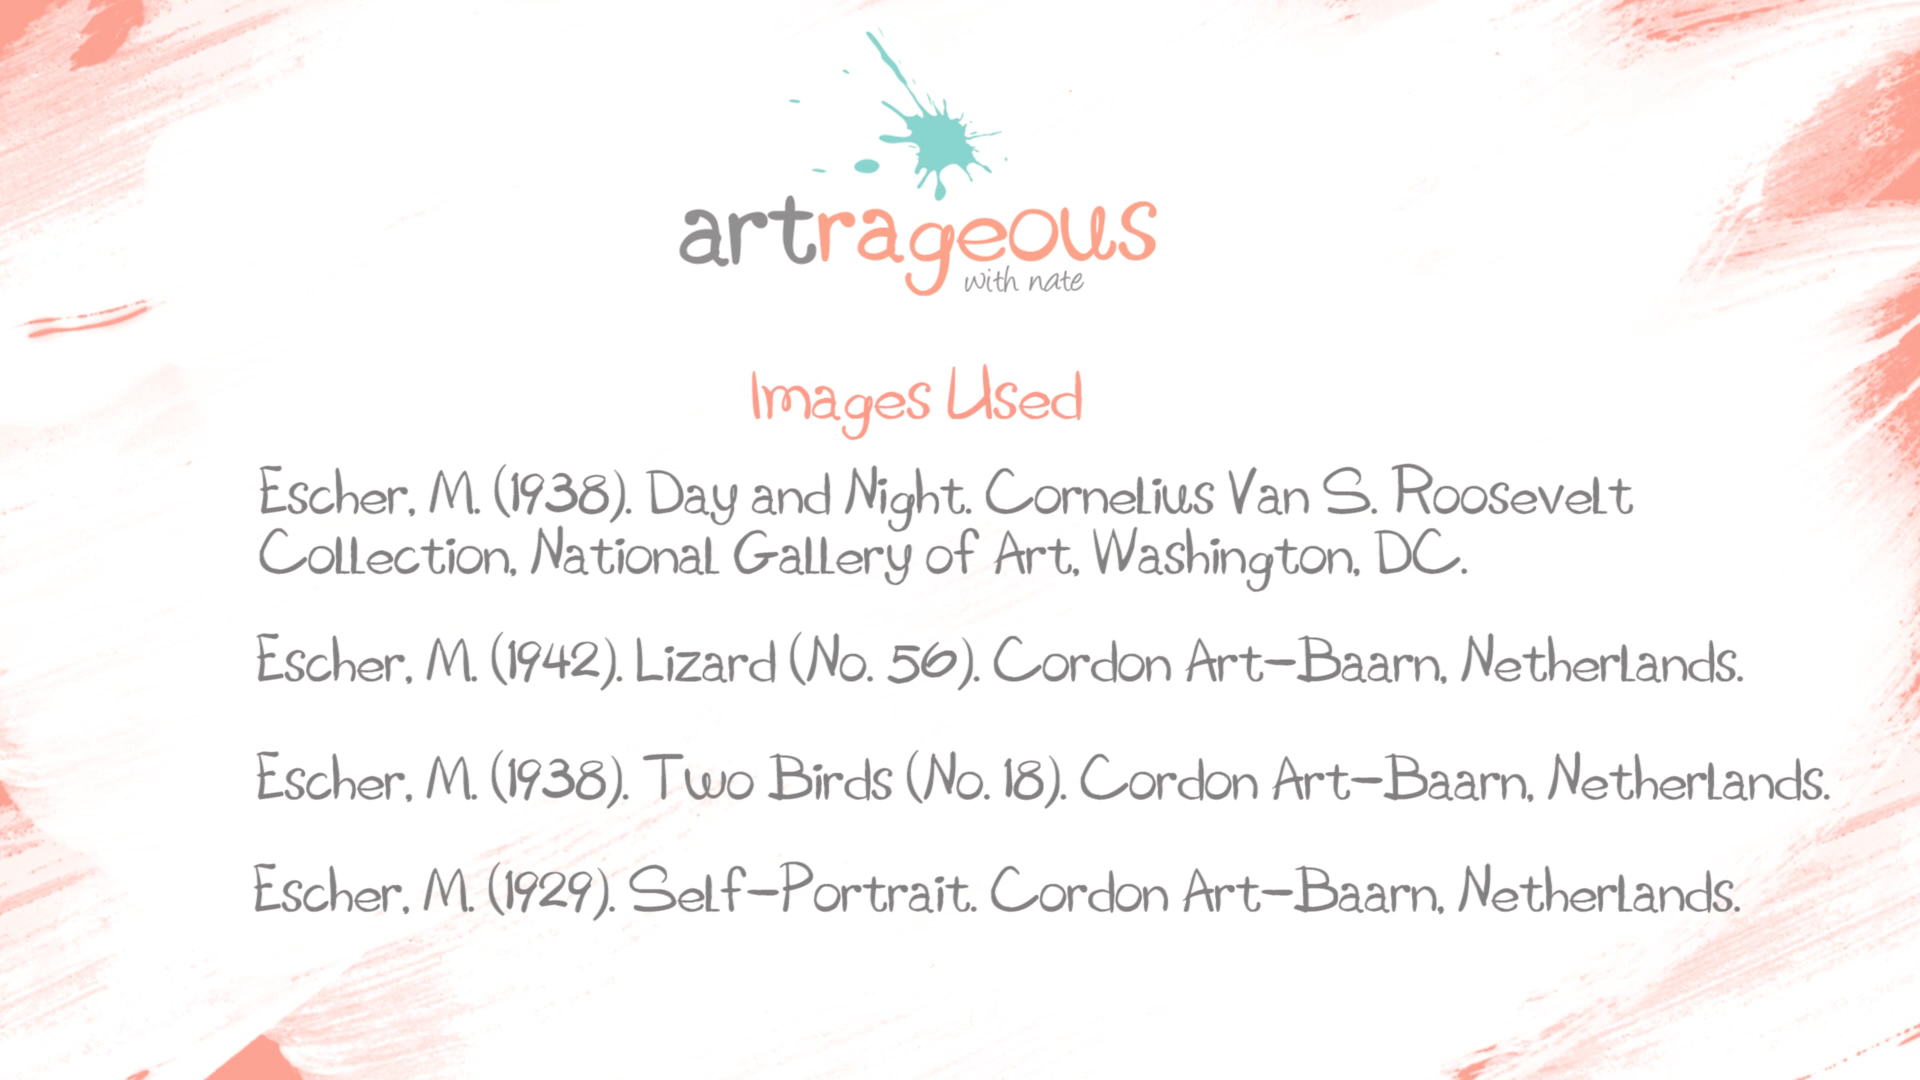 artrageous
with nate
Images Used
Escher, M. (1938). Day and Night. Cornelius Van S. Roosevelt
Collection, National Gallery of Art, Washington, DC.
Escher, M. (1942). Lizard (No. 56). Cordon Art-Baarn, Netherlands.
Escher, M. (1938). Two Birds (No. 18). Cordon Art-Baarn, Netherlands.
Escher, M. (1929). Self-Portrait. Cordon Art-Baarn, Netherlands.